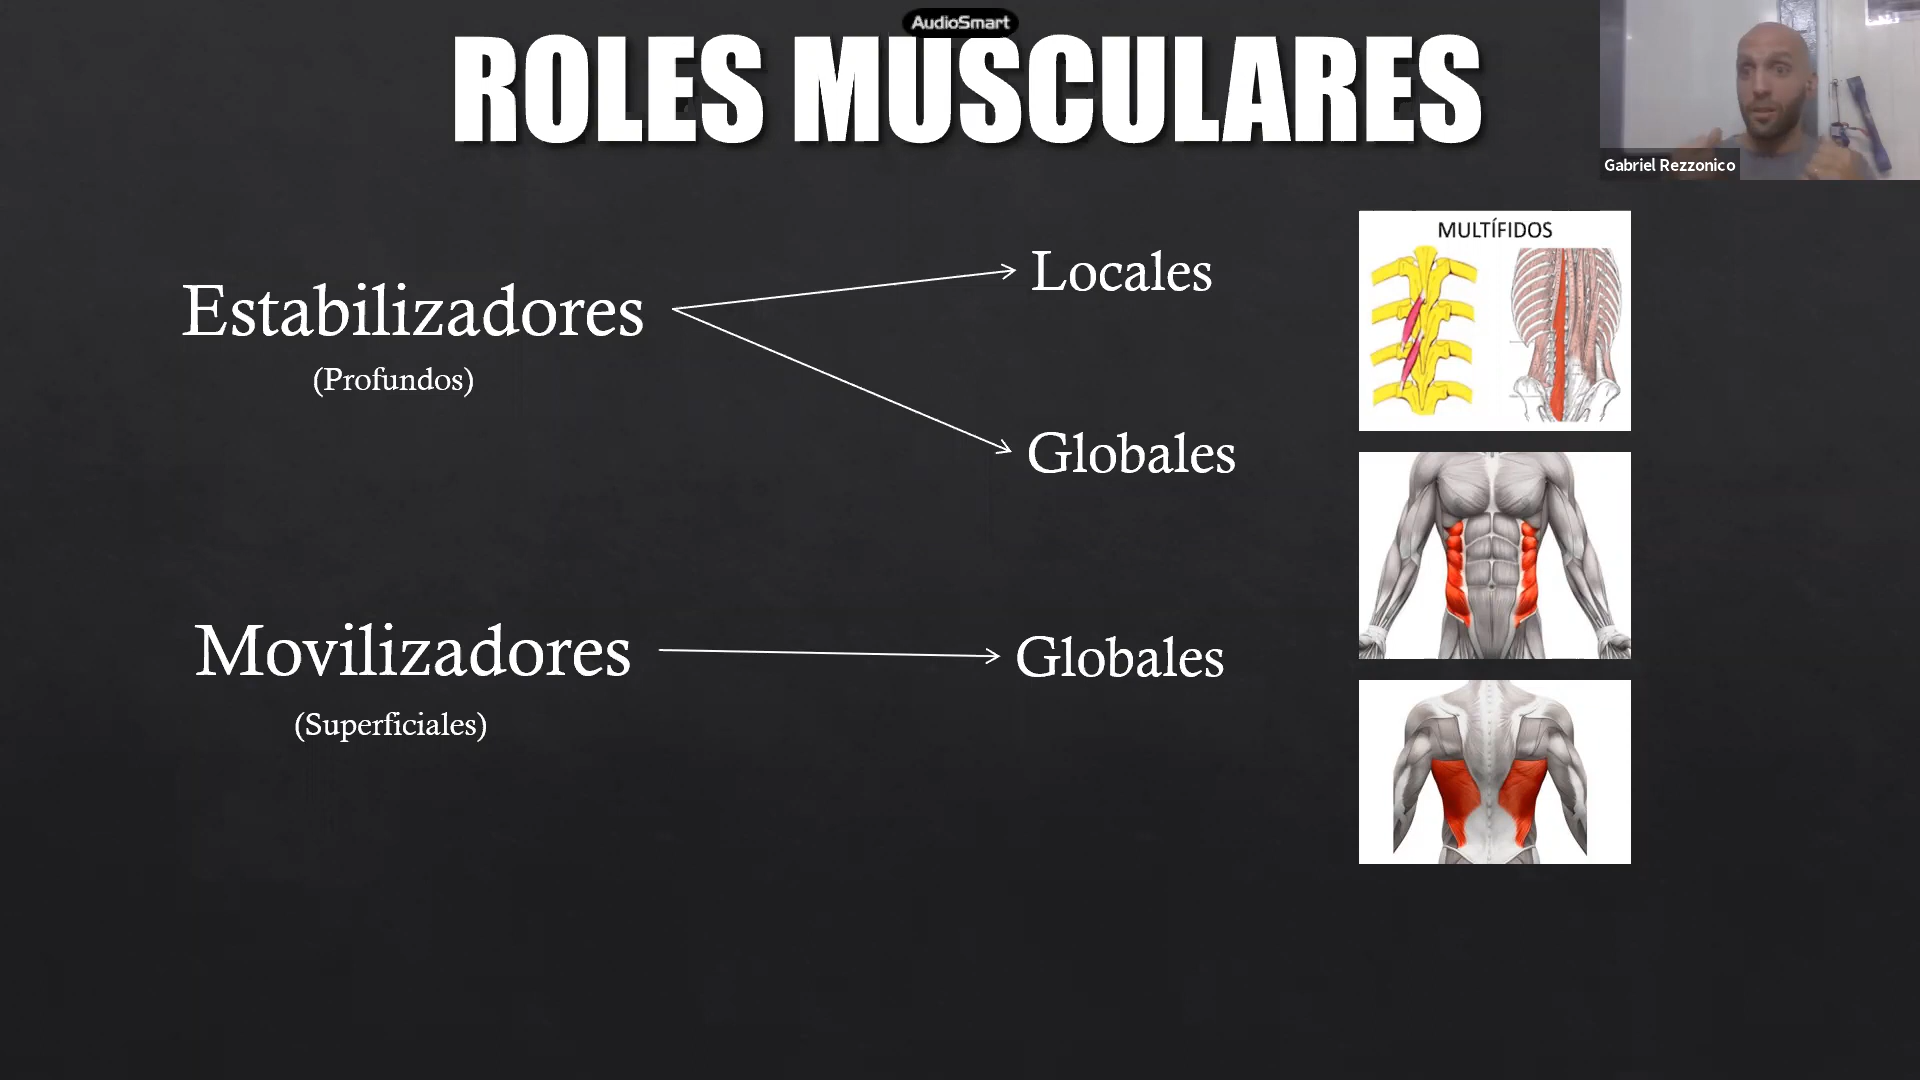 AudioSmart
ROLES MUSCULARES
Gabriel Rezzonico
Estabilizadores
(Profundos)
Locales
Globales
MULTÍFIDOS
Movilizadores
(Superficiales)
Globales